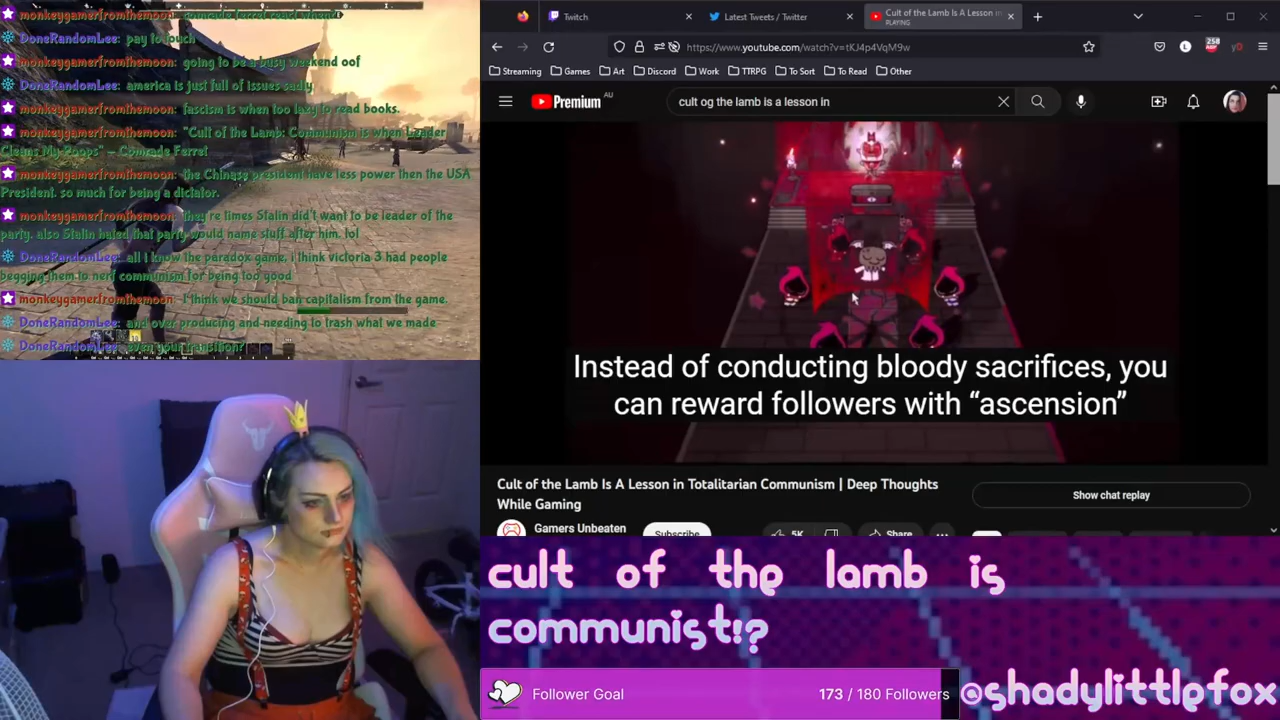 monkeygamerfromthemoon: comrade ferret react where?
DoneRandomLee: pay to ouch
monkeygamerfromthemoon: going to be a busy weekend oof
DoneRandomLee: america is just full of issues sadly
monkeygamerfromthemoon: fascism is when too lazy to read books.
monkeygamerfromthemoon: "Cult of the Lamb: Communism is when Leader
Cleans My Poops" – Comrade Ferret
monkeygamerfromthemoon: the Chinese president have less power then the USA
President. so much for being a dictator.
monkeygamerfromthemoon: they re times Stalin didn't want to be leader of the
party. also Stalin hated that party would name stuff after him. lol
DoneRandomLee: all I know the paradox game, i think victoria 3 had people
begging them to nerf communism for being too good
monkeygamerfromthemoon: I think we should ban capitalism from the game.
DoneRandomLee: and over producing and needing to trash what we made
DoneRandomLee: even your transition?
Twitch
Latest Tweets / Twitter
Cult of the Lamb Is A Lesson in
PLAYING
https://www.youtube.com/watch?v=tKJ4p4VqM9w
258
Streaming
Games
Art
Discord
Work
TTRPG
To Sort
To Read
Other
Premium
AU
cult og the lamb is a lesson in
Instead of conducting bloody sacrifices, you
can reward followers with “ascension”
Cult of the Lamb Is A Lesson in Totalitarian Communism | Deep Thoughts
While Gaming
Show chat replay
Gamers Unbeaten
Subscribe
5K
Share
cult of the lamb is
communist!?
Follower Goal
173 / 180 Followers
@shadylittlefox